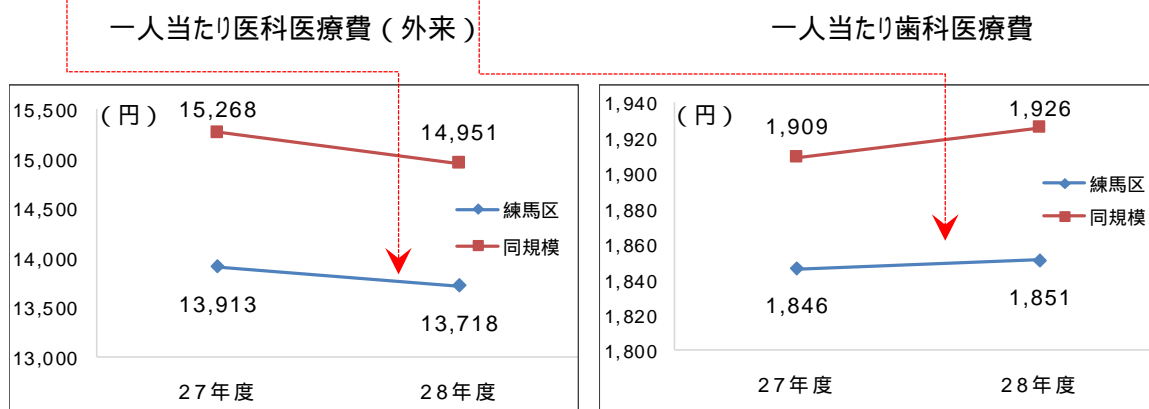 一人当たり医科医療費（外来）
15,500
15,000
14,500
14,000
13,500
13,000
（円）
15,268
14,951
13,913
13,718
練馬区
同規模
27年度
28年度
一人当たり歯科医療費
1,940
1,920
1,900
1,880
1,860
1,840
1,820
1,800
（円）
1,909
1,926
1,846
1,851
練馬区
同規模
27年度
28年度